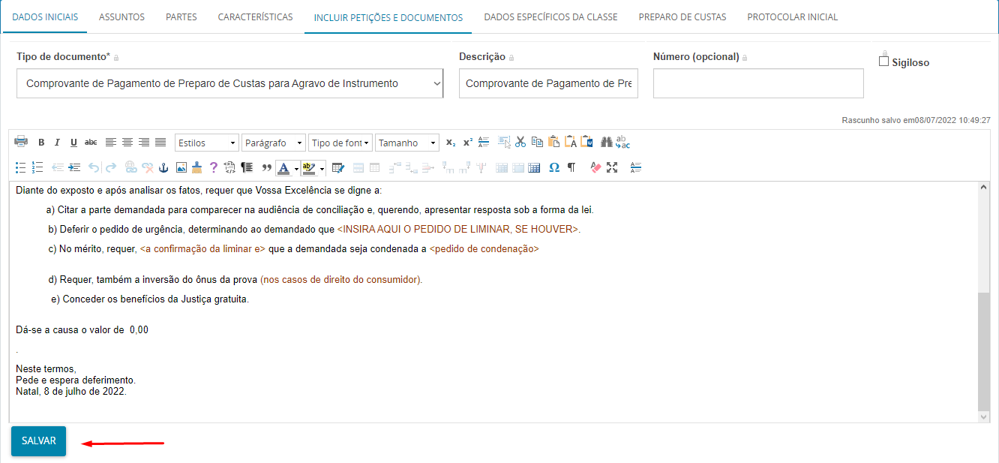 DADOS INICIAIS ASSUNTOS PARTES CARACTERÍSTICAS INCLUIR PETIÇÕES E DOCUMENTOS DADOS ESPECÍFICOS DA CLASSE PREPARO DE CUSTAS PROTOCOLAR INICIAL
Tipo de documento* Descrição Número (opcional) Sigiloso
Comprovante de Pagamento de Preparo de Custas para Agravo de Instrumento Comprovante de Pagamento de Pre
Rascunho salvo em08/07/2022 10:49:27
B I U abc Estilos Parágrafo Tipo de font Tamanho x₂ x²
Diante do exposto e após analisar os fatos, requer que Vossa Excelência se digne a:
a) Citar a parte demandada para comparecer na audiência de conciliação e, querendo, apresentar resposta sob a forma da lei.
b) Deferir o pedido de urgência, determinando ao demandado que <INSIRA AQUI O PEDIDO DE LIMINAR, SE HOUVER>.
c) No mérito, requer, <a confirmação da liminar e> que a demandada seja condenada a <pedido de condenação>
d) Requer, também a inversão do ônus da prova (nos casos de direito do consumidor).
e) Conceder os benefícios da Justiça gratuita.
Dá-se a causa o valor de 0,00
.
Neste termos,
Pede e espera deferimento.
Natal, 8 de julho de 2022.
SALVAR